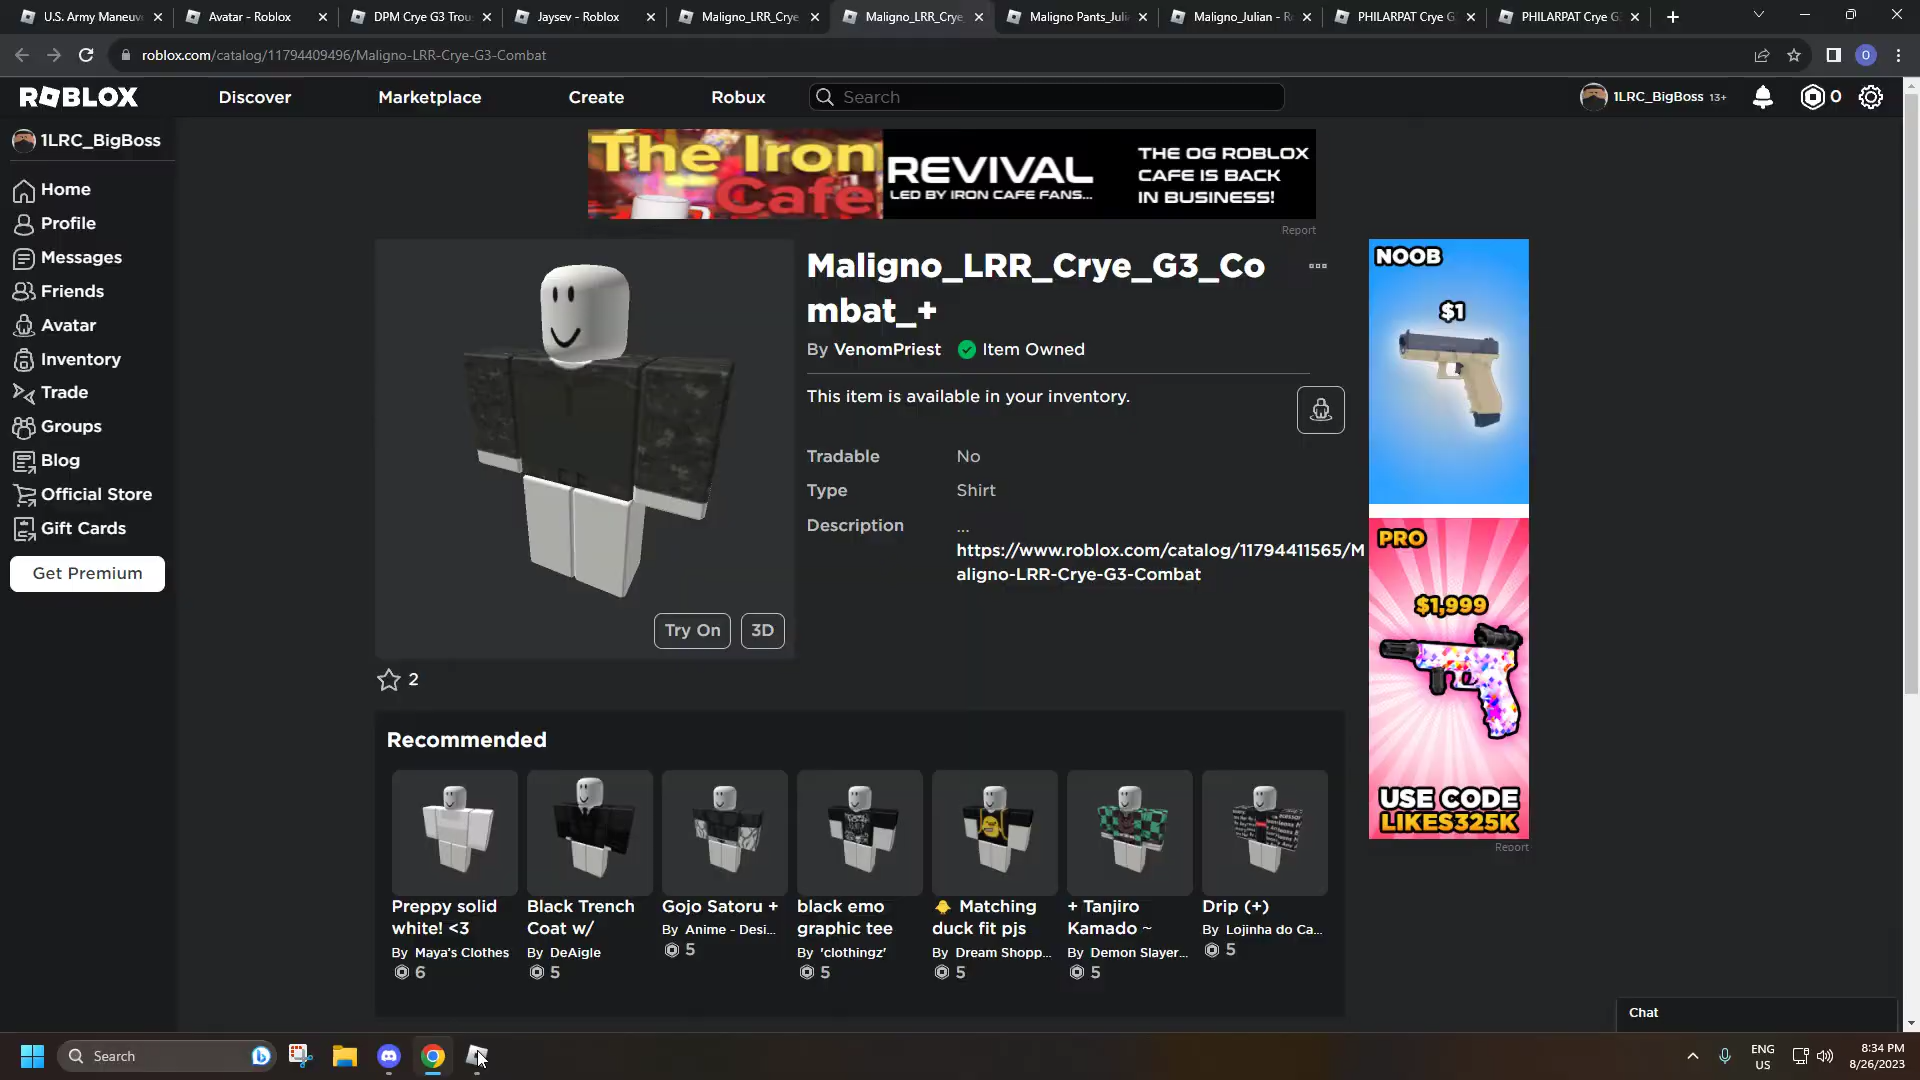 U.S. Army Maneuv
Avatar - Roblox
DPM Crye G3 Trou
Jaysev - Roblox
Maligno_LRR_Crye
Maligno_LRR_Crye
Maligno Pants_Juli
Maligno_Julian - R
PHILARPAT Crye G
PHILARPAT Crye G
roblox.com/catalog/11794409496/Maligno-LRR-Crye-G3-Combat
0
ROBLOX
Discover
Marketplace
Create
Robux
Search
1LRC_BigBoss 13+
0
1LRC_BigBoss
Home
Profile
Messages
Friends
Avatar
Inventory
Trade
Groups
Blog
Official Store
Gift Cards
Get Premium
The Iron
Cafe
REVIVAL
LED BY IRON CAFE FANS...
THE OG ROBLOX
CAFE IS BACK
IN BUSINESS!
Report
Maligno_LRR_Crye_G3_Co
mbat_+
By VenomPriest Item Owned
This item is available in your inventory.
Tradable No
Type Shirt
Description ...
https://www.roblox.com/catalog/11794411565/M
aligno-LRR-Crye-G3-Combat
Try On
3D
2
NOOB
$1
PRO
$1,999
USE CODE
LIKES325K
Report
Recommended
Preppy solid
white! <3
By Maya's Clothes
6
Black Trench
Coat w/
By DeAigle
5
Gojo Satoru +
By Anime - Desi...
5
black emo
graphic tee
By 'clothingz'
5
🐥 Matching
duck fit pjs
By Dream Shopp...
5
+ Tanjiro
Kamado ~
By Demon Slayer...
5
Drip (+)
By Lojinha do Ca...
5
Chat
Search
ENG
US
8:34 PM
8/26/2023